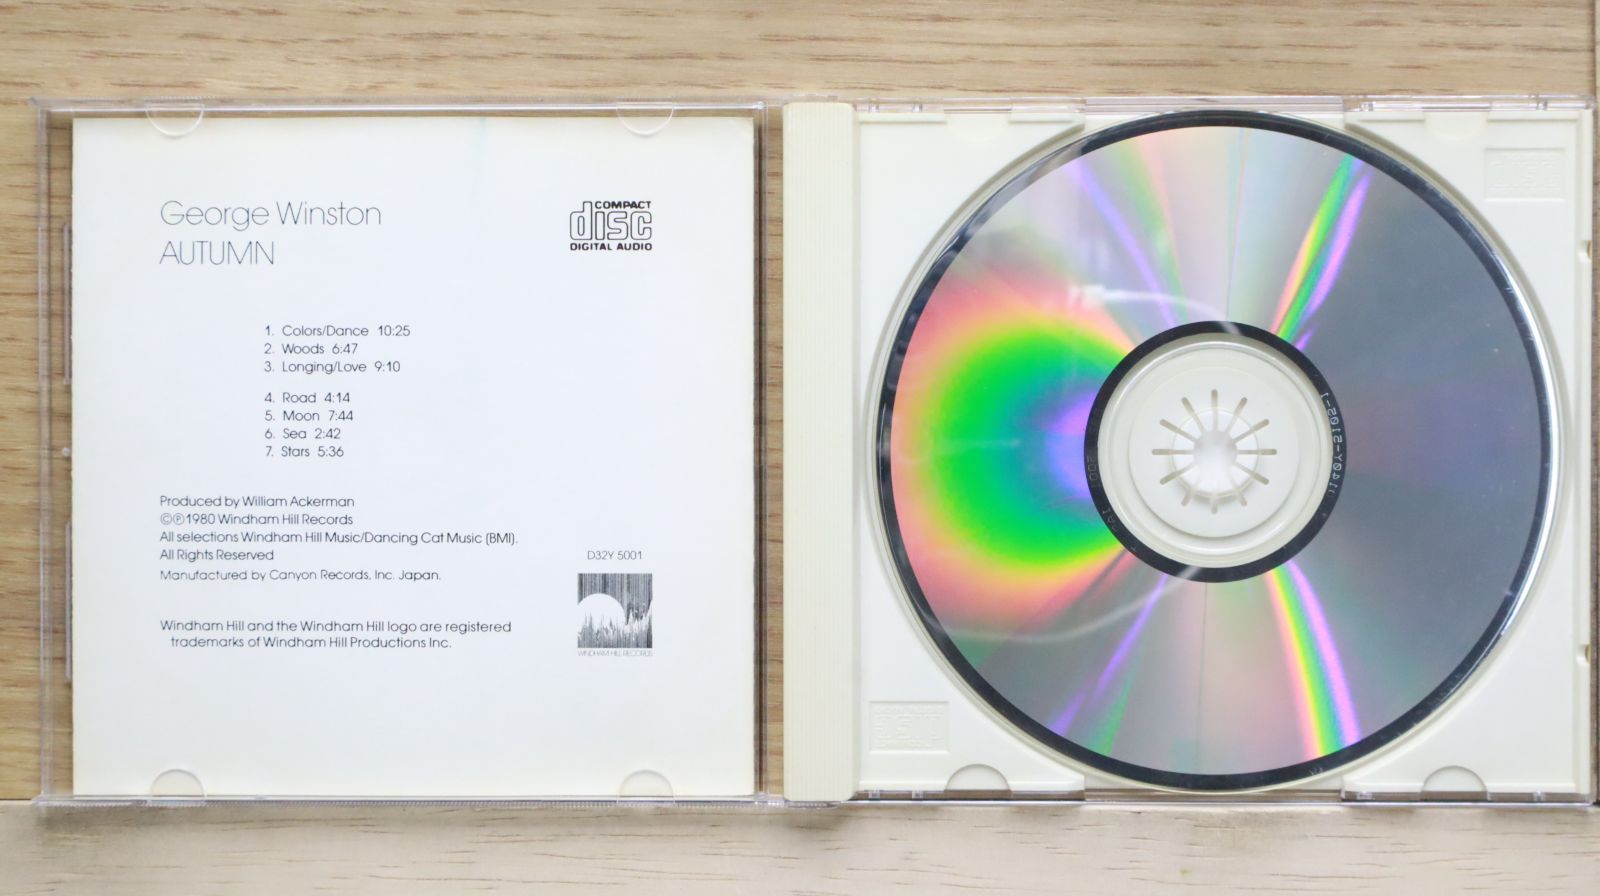 George Winston
AUTUMN
COMPACT
disc
DIGITAL AUDIO
1. Colors/Dance 10:25
2. Woods 6:47
3. Longing/Love 9:10
4. Road 4:14
5. Moon 7:44
6. Sea 2:42
7. Stars 5:36
Produced by William Ackerman
©℗1980 Windham Hill Records
All selections Windham Hill Music/Dancing Cat Music (BMI).
All Rights Reserved
Manufactured by Canyon Records, Inc. Japan.
D32Y 5001
WINDHAM HILL RECORDS
Windham Hill and the Windham Hill logo are registered
trademarks of Windham Hill Productions Inc.